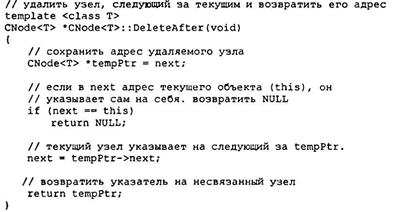 // удалить узел, следующий за текущим и возвратить его адрес
template <class T>
CNode<T> *CNode<T>::DeleteAfter(void)
{
// сохранить адрес удаляемого узла
CNode<T> *tempPtr = next;
// если в next адрес текущего объекта (this), он
// указывает сам на себя. возвратить NULL
if (next == this)
return NULL;
// текущий узел указывает на следующий за tempPtr.
next = tempPtr->next;
// возвратить указатель на несвязанный узел
return tempPtr;
}